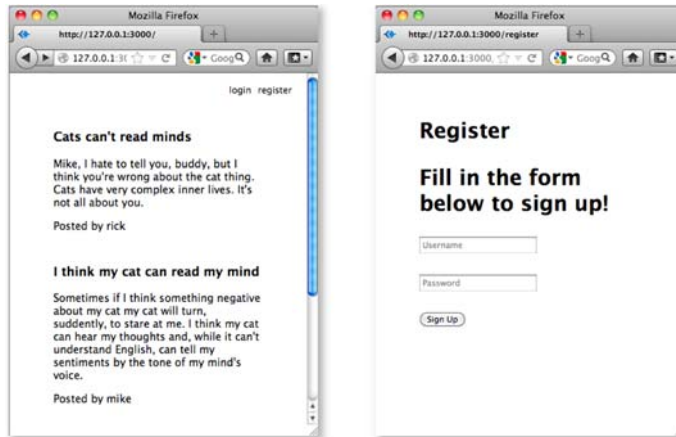 Mozilla Firefox
http://127.0.0.1:3000/
127.0.0.1:3(
Goog
login register
Cats can't read minds
Mike, I hate to tell you, buddy, but I
think you're wrong about the cat thing.
Cats have very complex inner lives. It's
not all about you.
Posted by rick
I think my cat can read my mind
Sometimes if I think something negative
about my cat my cat will turn,
suddently, to stare at me. I think my cat
can hear my thoughts and, while it can't
understand English, can tell my
sentiments by the tone of my mind's
voice.
Posted by mike
Mozilla Firefox
http://127.0.0.1:3000/register
127.0.0.1:3000,
Goog
Register
Fill in the form
below to sign up!
Username
Password
Sign Up